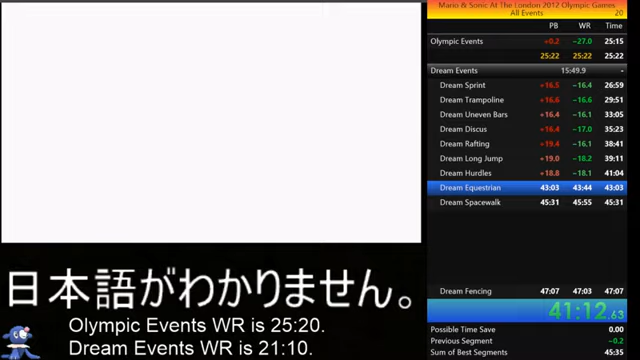 Mario & Sonic At The London 2012 Olympic Games
All Events 20
PB WR Time
Olympic Events +0.2 −27.0 25:15
25:22 25:22 25:22
Dream Events 15:49.9 -
Dream Sprint +16.5 −16.4 26:59
Dream Trampoline +16.6 −16.6 29:51
Dream Uneven Bars +16.4 −16.1 33:05
Dream Discus +16.4 −17.0 35:23
Dream Rafting +19.4 −16.1 38:41
Dream Long Jump +19.0 −18.2 39:11
Dream Hurdles +18.8 −18.1 41:04
Dream Equestrian 43:03 43:44 43:03
Dream Spacewalk 45:31 45:55 45:31
Dream Fencing 47:07 47:03 47:07
41:12.63
Possible Time Save 0.00
Previous Segment −0.2
Sum of Best Segments 45:35
日本語がわかりません。
Olympic Events WR is 25:20.
Dream Events WR is 21:10.